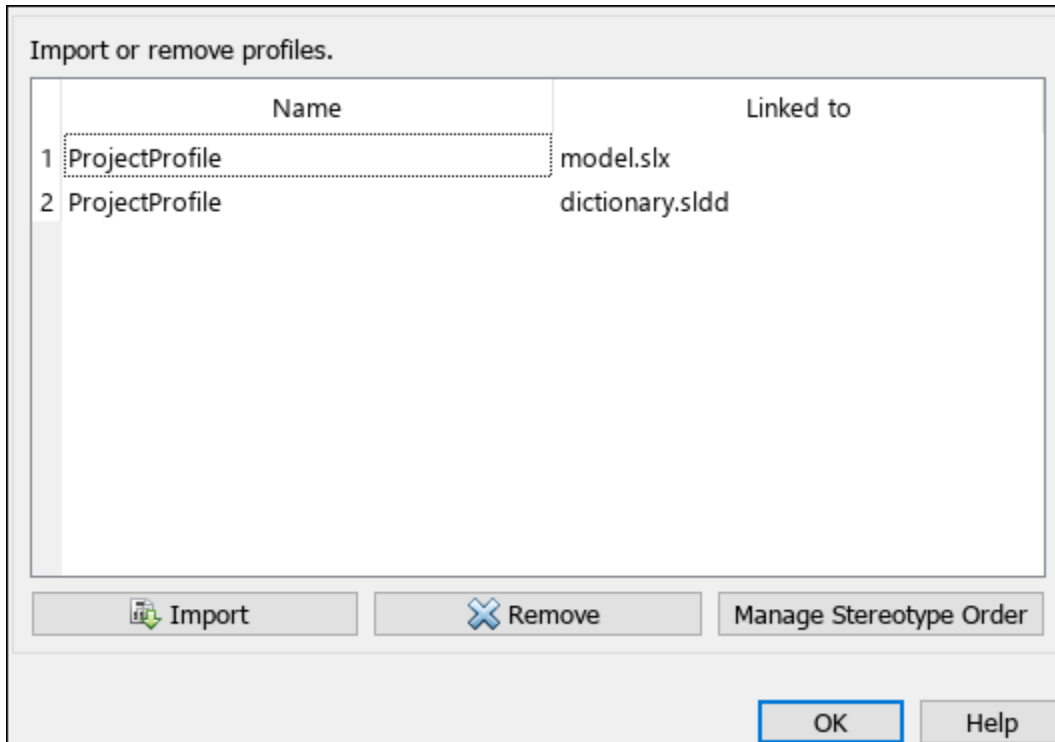 Import or remove profiles.
Name Linked to
1 ProjectProfile model.slx
2 ProjectProfile dictionary.sldd
Import Remove Manage Stereotype Order
OK Help